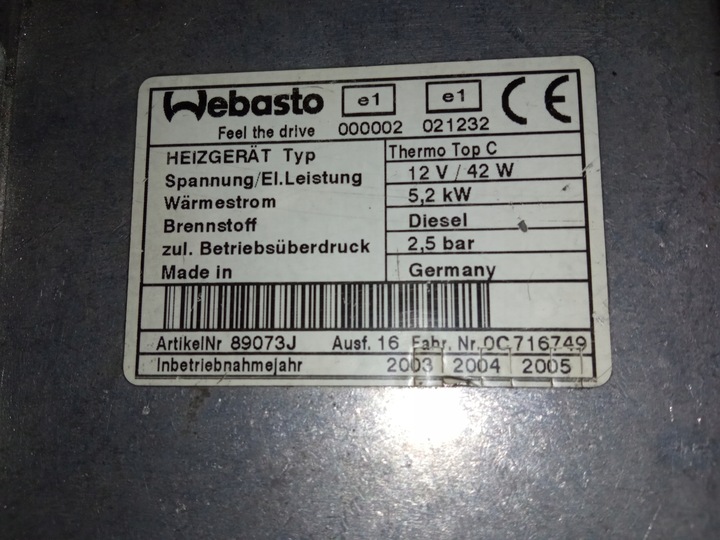 Webasto e1 e1 CE
Feel the drive 000002 021232
HEIZGERÄT Typ Thermo Top C
Spannung/El.Leistung 12 V / 42 W
Wärmestrom 5,2 kW
Brennstoff Diesel
zul. Betriebsüberdruck 2,5 bar
Made in Germany
ArtikelNr 89073J Ausf. 16 Fabr. Nr.0C716749
Inbetriebnahmejahr 2003 2004 2005